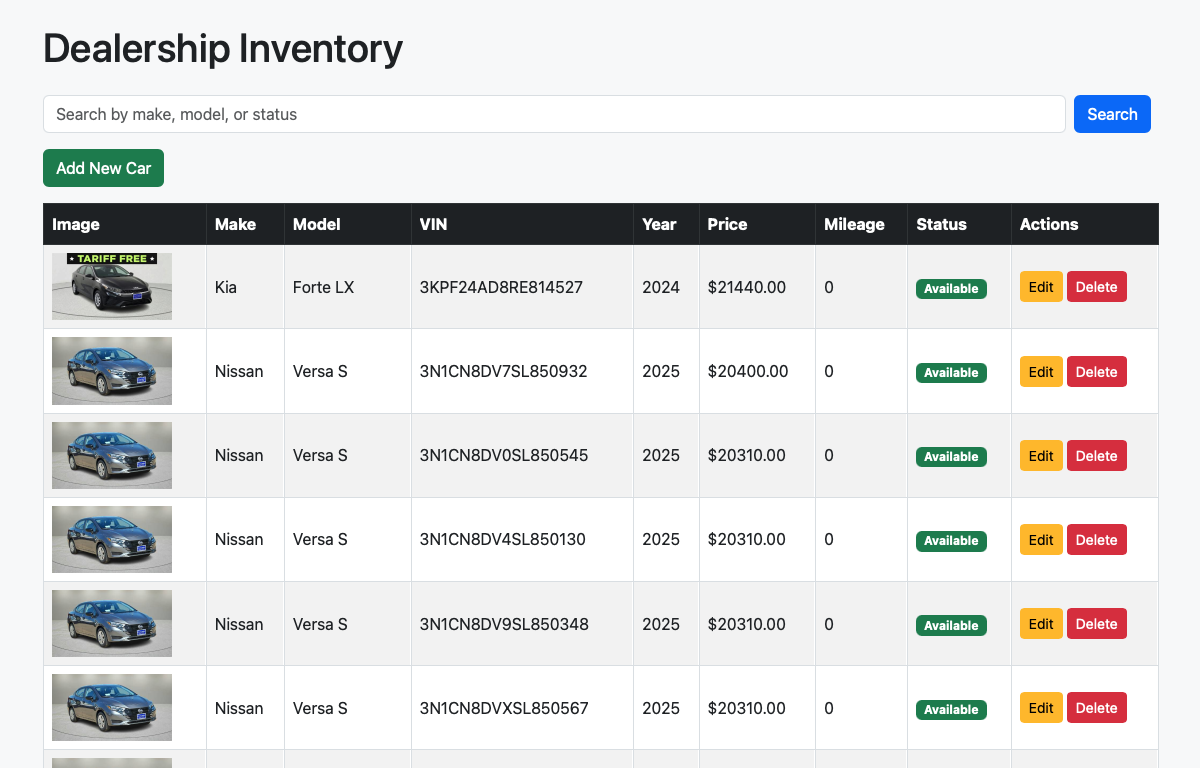 Dealership Inventory
Search by make, model, or status
Search
Add New Car
Image Make Model VIN Year Price Mileage Status Actions
TARIFF FREE
Kia Forte LX 3KPF24AD8RE814527 2024 $21440.00 0 Available Edit Delete
Nissan Versa S 3N1CN8DV7SL850932 2025 $20400.00 0 Available Edit Delete
Nissan Versa S 3N1CN8DV0SL850545 2025 $20310.00 0 Available Edit Delete
Nissan Versa S 3N1CN8DV4SL850130 2025 $20310.00 0 Available Edit Delete
Nissan Versa S 3N1CN8DV9SL850348 2025 $20310.00 0 Available Edit Delete
Nissan Versa S 3N1CN8DVXSL850567 2025 $20310.00 0 Available Edit Delete